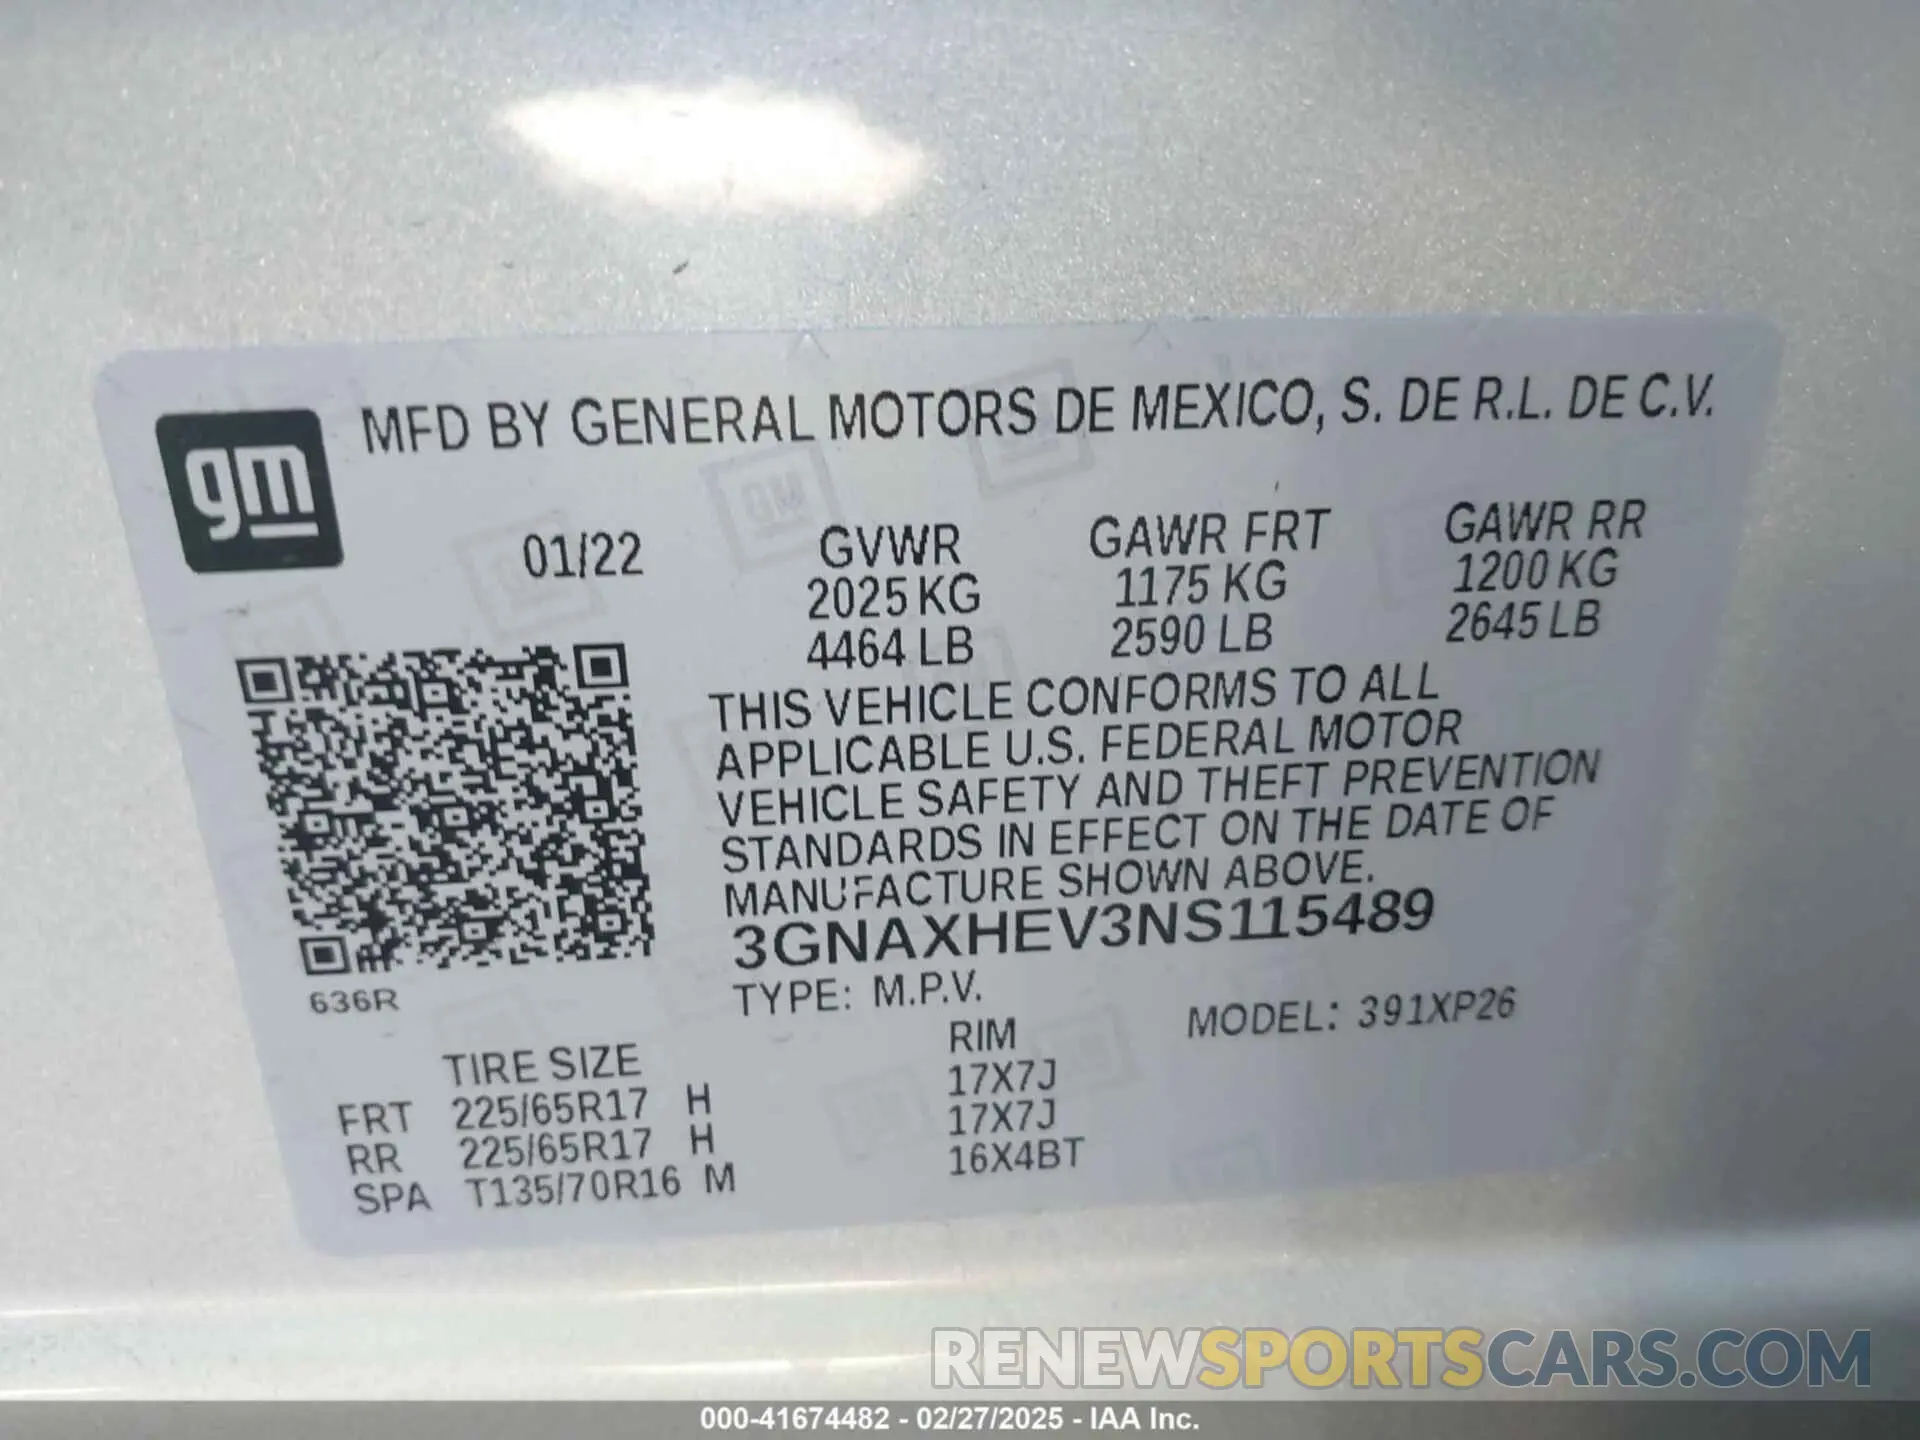 gm
MFD BY GENERAL MOTORS DE MEXICO, S. DE R.L. DE C.V.
01/22 GVWR GAWR FRT GAWR RR
2025 KG 1175 KG 1200 KG
4464 LB 2590 LB 2645 LB
THIS VEHICLE CONFORMS TO ALL
APPLICABLE U.S. FEDERAL MOTOR
VEHICLE SAFETY AND THEFT PREVENTION
STANDARDS IN EFFECT ON THE DATE OF
MANUFACTURE SHOWN ABOVE.
3GNAXHEV3NS115489
636R
TYPE: M.P.V. MODEL: 391XP26
TIRE SIZE RIM
FRT 225/65R17 H 17X7J
RR 225/65R17 H 17X7J
SPA T135/70R16 M 16X4BT
RENEWSPORTSCARS.COM
000-41674482 - 02/27/2025 - IAA Inc.